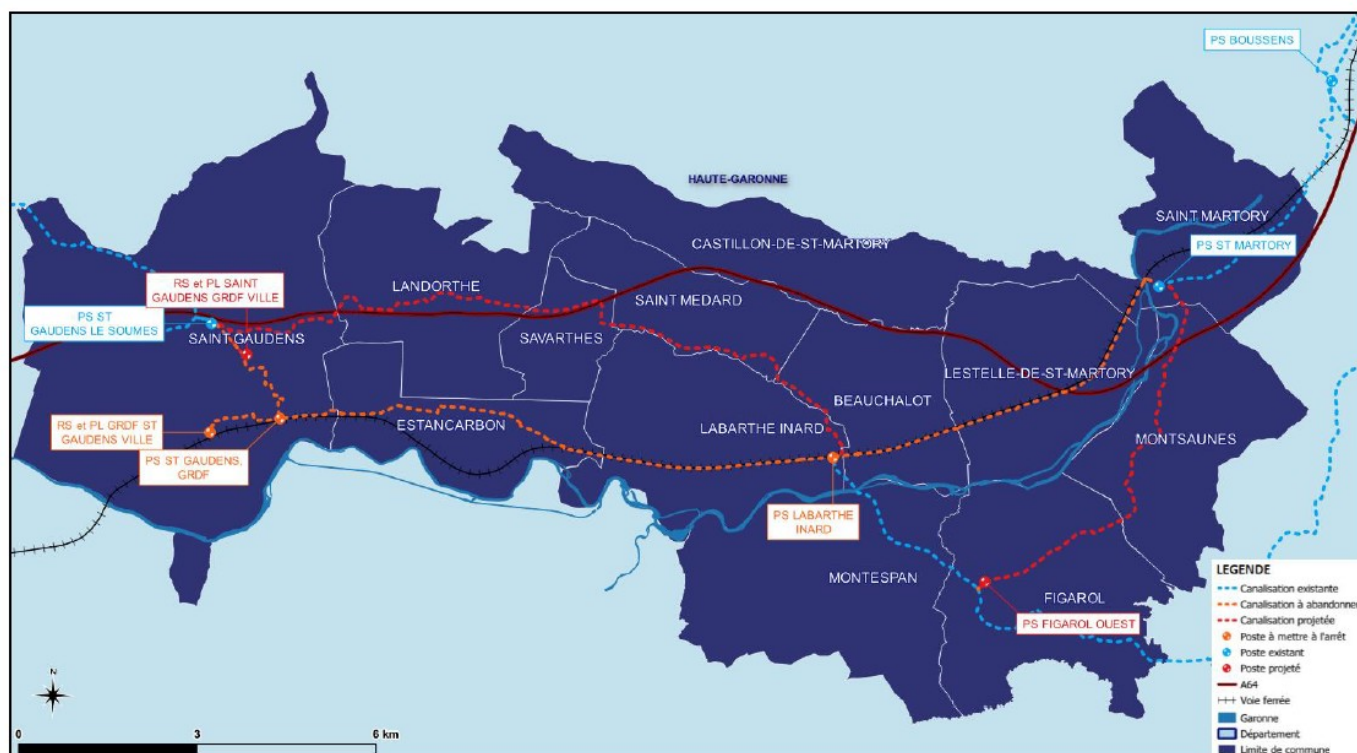 PS BOUSSENS
HAUTE-GARONNE
SAINT MARTORY
CASTILLON-DE-ST-MARTORY
PS ST MARTORY
RS et PL SAINT
GAUDENS GRDF VILLE
LANDORTHE
SAINT MEDARD
PS ST
GAUDENS LE SOUMES
SAINT GAUDENS
SAVARTHES
LESTELLE-DE-ST-MARTORY
BEAUCHALOT
RS et PL GRDF ST
GAUDENS VILLE
ESTANCARBON
LABARTHE INARD
MONTSAUNES
PS ST GAUDENS,
GRDF
PS LABARTHE
INARD
MONTESPAN
FIGAROL
PS FIGAROL OUEST
LEGENDE
Canalisation existante
Canalisation à abandonner
Canalisation projetée
Poste à mettre à l'arrêt
Poste existant
Poste projeté
A64
Voie ferrée
Garonne
Département
Limite de commune
N
0 3 6 km